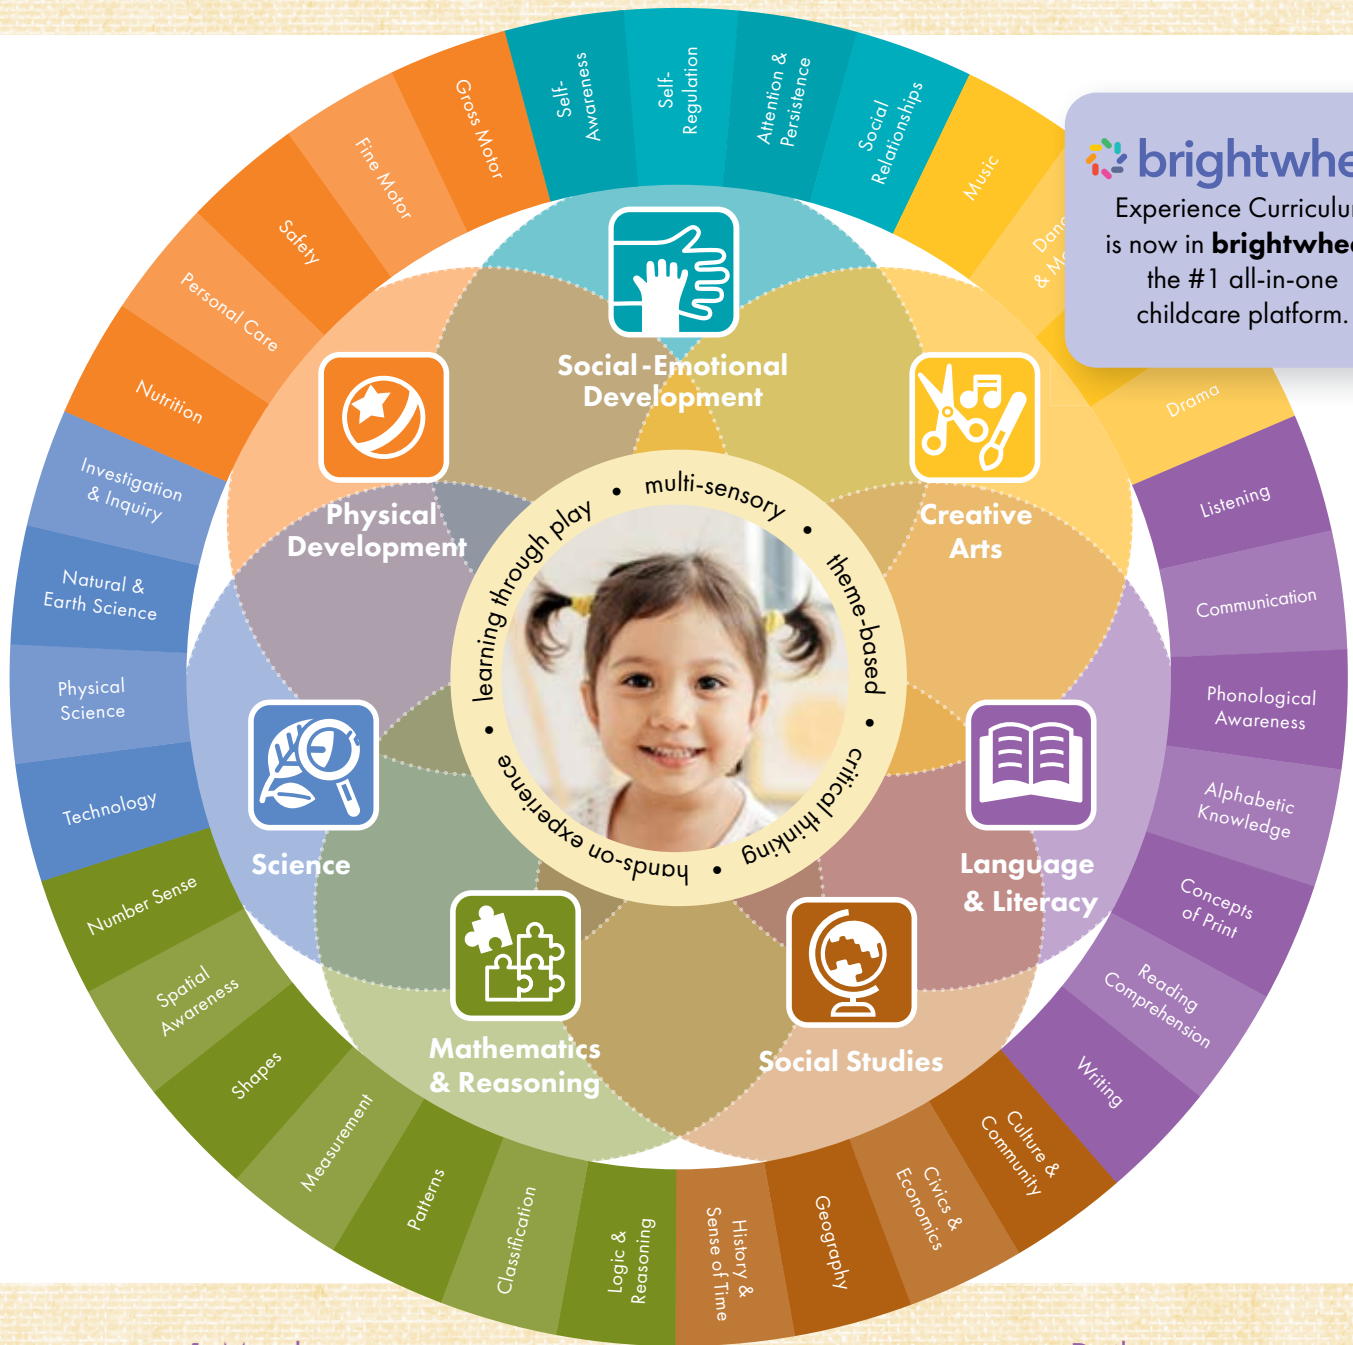 Self-
Awareness
Self-
Regulation
Attention &
Persistence
Social
Relationships
Music
Drama
Listening
Communication
Phonological
Awareness
Alphabetic
Knowledge
Concepts
of Print
Reading
Comprehension
Writing
Culture &
Community
Civics &
Economics
Geography
History &
Sense of Time
Logic &
Reasoning
Classification
Patterns
Measurement
Shapes
Spatial
Awareness
Number Sense
Technology
Physical
Science
Natural &
Earth Science
Investigation
& Inquiry
Nutrition
Personal Care
Safety
Fine Motor
Gross Motor
brightwhe
Experience Curriculu
is now in brightwhe
the #1 all-in-one
childcare platform.
Social-Emotional
Development
Creative
Arts
Language
& Literacy
Social Studies
Mathematics
& Reasoning
Science
Physical
Development
learning through play • multi-sensory • theme-based • critical thinking • hands-on experience •